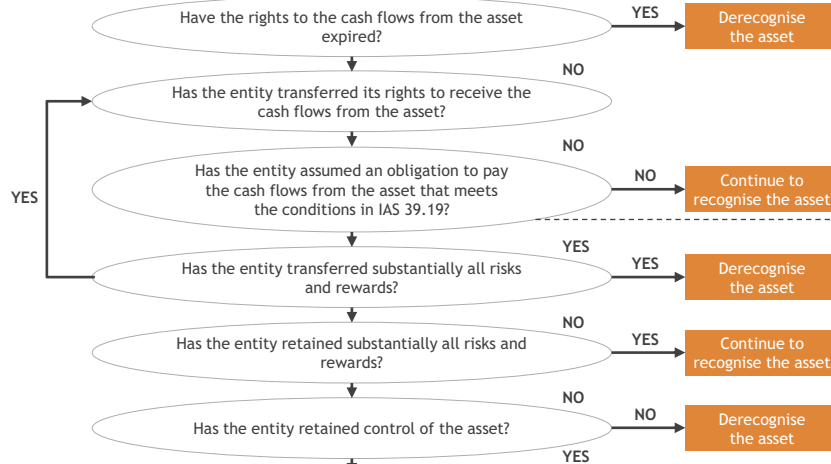 Have the rights to the cash flows from the asset
expired?
YES
Derecognise
the asset
NO
Has the entity transferred its rights to receive the
cash flows from the asset?
NO
Has the entity assumed an obligation to pay
the cash flows from the asset that meets
the conditions in IAS 39.19?
NO
Continue to
recognise the asset
YES
YES
Has the entity transferred substantially all risks
and rewards?
YES
Derecognise
the asset
NO
Has the entity retained substantially all risks and
rewards?
YES
Continue to
recognise the asset
NO
Has the entity retained control of the asset?
NO
Derecognise
the asset
YES